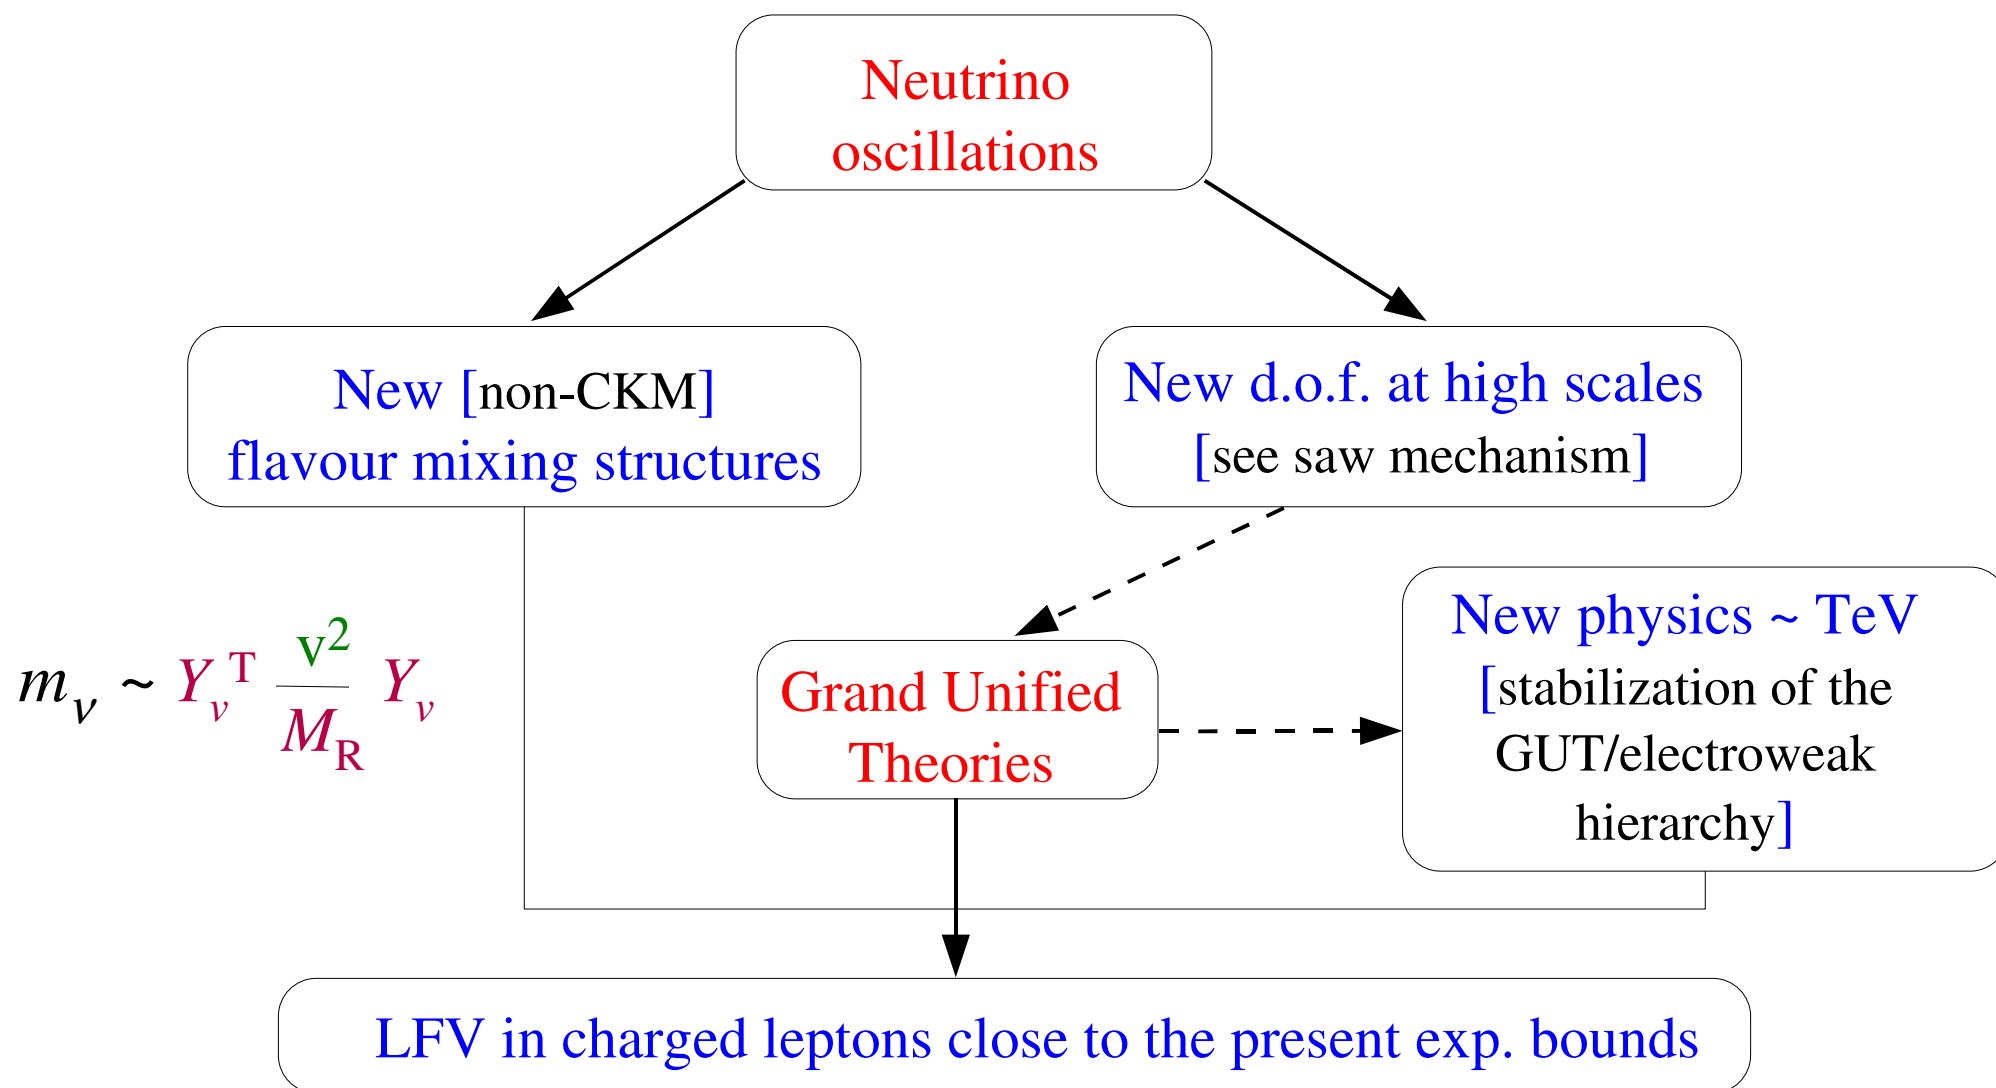 Neutrino
oscillations
New [non-CKM]
flavour mixing structures
New d.o.f. at high scales
[see saw mechanism]
m_ν ~ Y_ν^T v^2/M_R Y_ν
Grand Unified
Theories
New physics ~ TeV
[stabilization of the
GUT/electroweak
hierarchy]
LFV in charged leptons close to the present exp. bounds